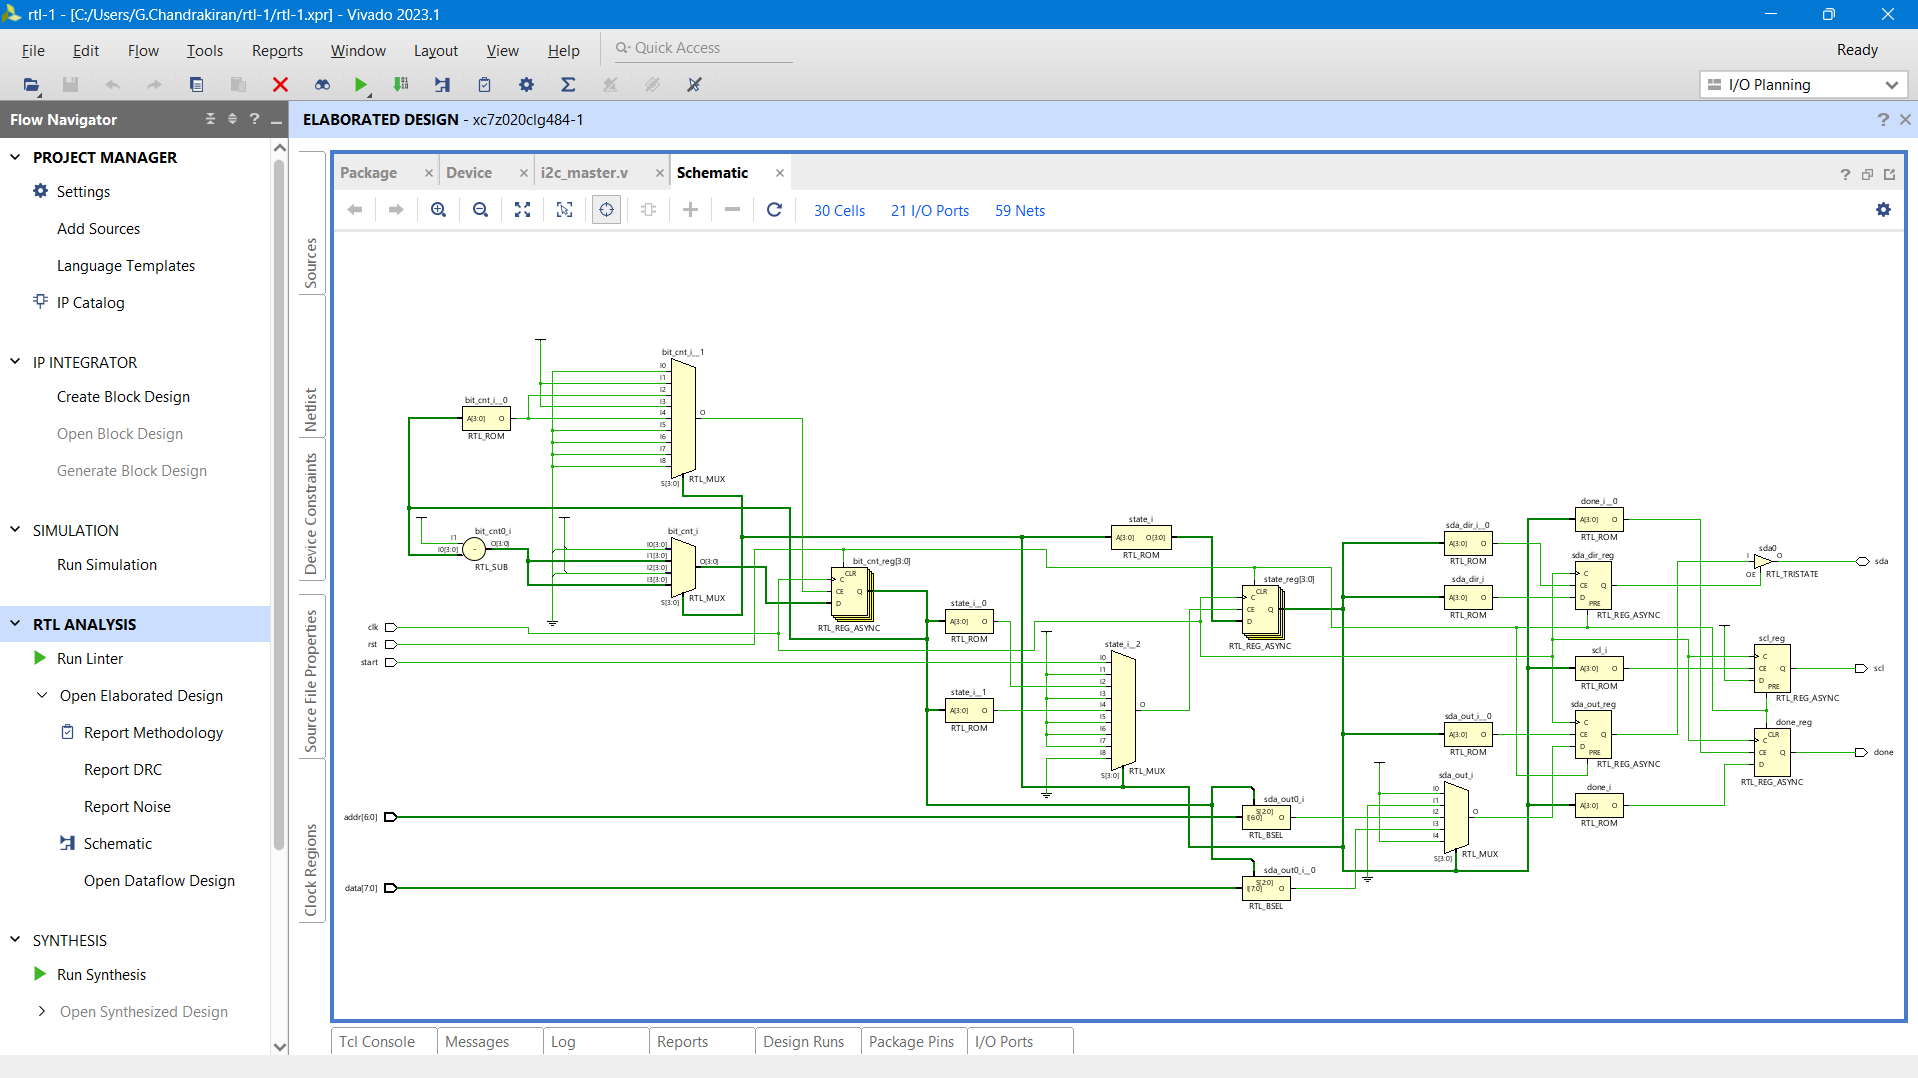 rtl-1 - [C:/Users/G.Chandrakiran/rtl-1/rtl-1.xpr] - Vivado 2023.1
File Edit Flow Tools Reports Window Layout View Help Quick Access Ready
I/O Planning
Flow Navigator
PROJECT MANAGER
Settings
Add Sources
Language Templates
IP Catalog
IP INTEGRATOR
Create Block Design
Open Block Design
Generate Block Design
SIMULATION
Run Simulation
RTL ANALYSIS
Run Linter
Open Elaborated Design
Report Methodology
Report DRC
Report Noise
Schematic
Open Dataflow Design
SYNTHESIS
Run Synthesis
Open Synthesized Design
ELABORATED DESIGN - xc7z020clg484-1
Sources
Netlist
Device Constraints
Source File Properties
Clock Regions
Package Device i2c_master.v Schematic
30 Cells 21 I/O Ports 59 Nets
bit_cnt_i__1
I0
I1
I2
I3
I4
I5
I6
I7
I8
S[3:0]
O
RTL_MUX
bit_cnt_i__0
A[3:0] O
RTL_ROM
bit_cnt0_i
I1
I0[3:0]
-
O[3:0]
RTL_SUB
bit_cnt_i
I0[3:0]
I1[3:0]
I2[3:0]
I3[3:0]
S[3:0]
O[3:0]
RTL_MUX
bit_cnt_reg[3:0]
CLR
C
CE Q
D
RTL_REG_ASYNC
clk
rst
start
addr[6:0]
data[7:0]
state_i__0
A[3:0] O
RTL_ROM
state_i__1
A[3:0] O
RTL_ROM
state_i
A[3:0] O[3:0]
RTL_ROM
state_i__2
I0
I1
I2
I3
I4
I5
I6
I7
I8
S[3:0]
O
RTL_MUX
state_reg[3:0]
CLR
C
CE Q
D
RTL_REG_ASYNC
sda_out0_i
S[2:0]
I[6:0] O
RTL_BSEL
sda_out0_i__0
S[2:0]
I[7:0] O
RTL_BSEL
sda_dir_i__0
A[3:0] O
RTL_ROM
sda_dir_i
A[3:0] O
RTL_ROM
sda_out_i__0
A[3:0] O
RTL_ROM
sda_out_i
I0
I1
I2
I3
I4
S[3:0]
O
RTL_MUX
done_i__0
A[3:0] O
RTL_ROM
sda_dir_reg
C
CE Q
D
PRE
RTL_REG_ASYNC
scl_i
A[3:0] O
RTL_ROM
sda_out_reg
C
CE Q
D
PRE
RTL_REG_ASYNC
done_i
A[3:0] O
RTL_ROM
sda0
I O
OE
RTL_TRISTATE
sda
scl_reg
C
CE Q
D
PRE
RTL_REG_ASYNC
scl
done_reg
CLR
C
CE Q
D
RTL_REG_ASYNC
done
Tcl Console Messages Log Reports Design Runs Package Pins I/O Ports